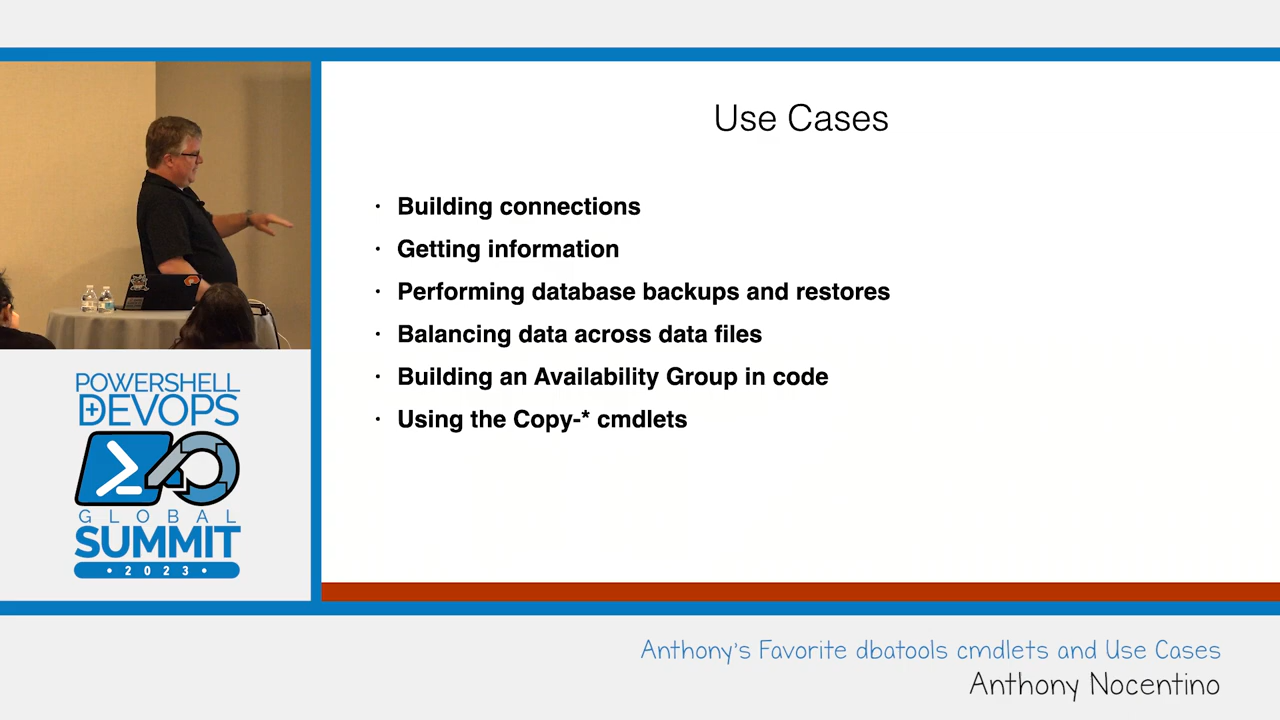 Use Cases
· Building connections
· Getting information
· Performing database backups and restores
· Balancing data across data files
· Building an Availability Group in code
· Using the Copy-* cmdlets
POWERSHELL
+DEVOPS
GLOBAL
SUMMIT
• 2023 •
Anthony's Favorite dbatools cmdlets and Use Cases
Anthony Nocentino